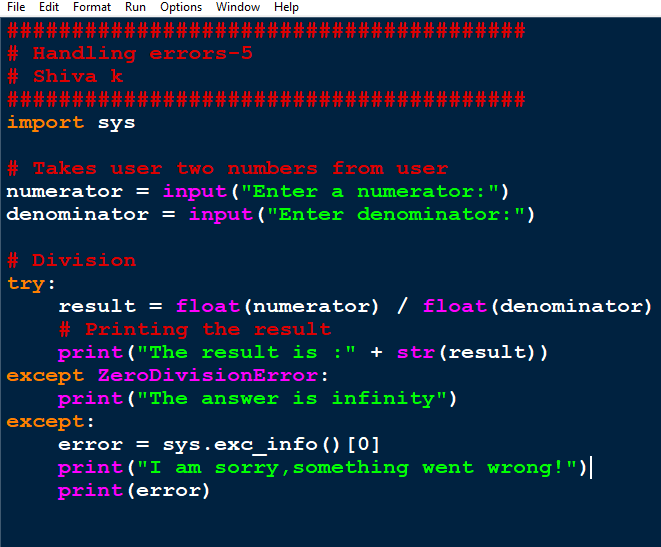 File Edit Format Run Options Window Help
########################################
# Handling errors-5
# Shiva k
########################################
import sys

# Takes user two numbers from user
numerator = input("Enter a numerator:")
denominator = input("Enter denominator:")

# Division
try:
    result = float(numerator) / float(denominator)
    # Printing the result
    print("The result is :" + str(result))
except ZeroDivisionError:
    print("The answer is infinity")
except:
    error = sys.exc_info()[0]
    print("I am sorry,something went wrong!")
    print(error)